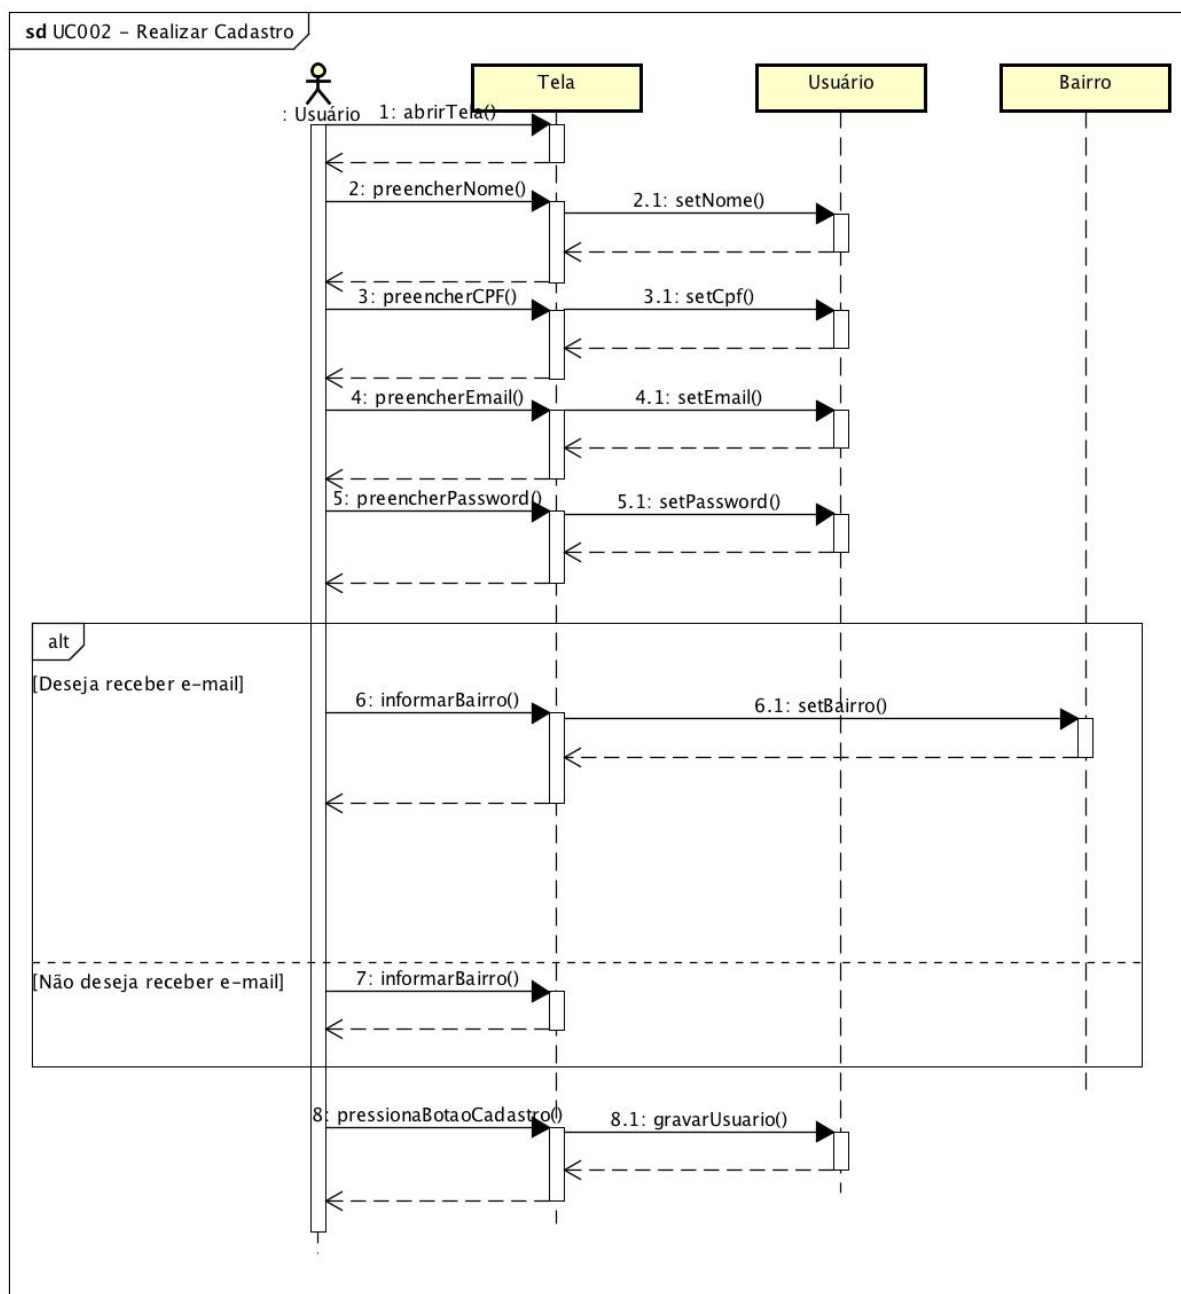 sd UC002 – Realizar Cadastro
Tela
Usuário
Bairro
: Usuário
1: abrirTela()
2: preencherNome()
2.1: setNome()
3: preencherCPF()
3.1: setCpf()
4: preencherEmail()
4.1: setEmail()
5: preencherPassword()
5.1: setPassword()
alt
[Deseja receber e-mail]
6: informarBairro()
6.1: setBairro()
[Não deseja receber e-mail]
7: informarBairro()
8: pressionaBotaoCadastro()
8.1: gravarUsuario()